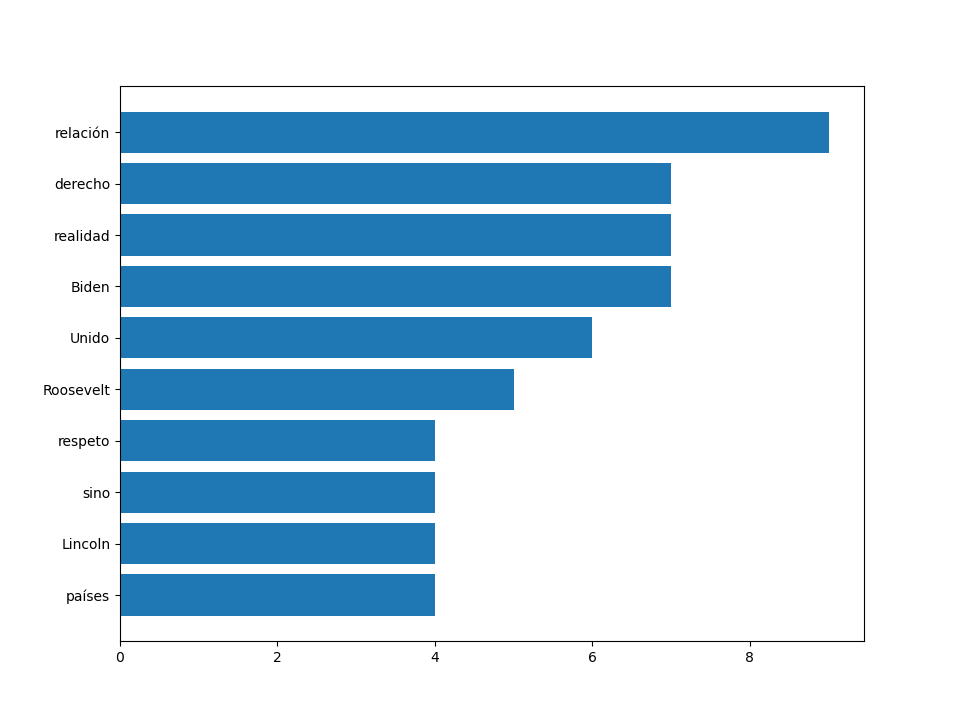 relación
derecho
realidad
Biden
Unido
Roosevelt
respeto
sino
Lincoln
países
0 2 4 6 8